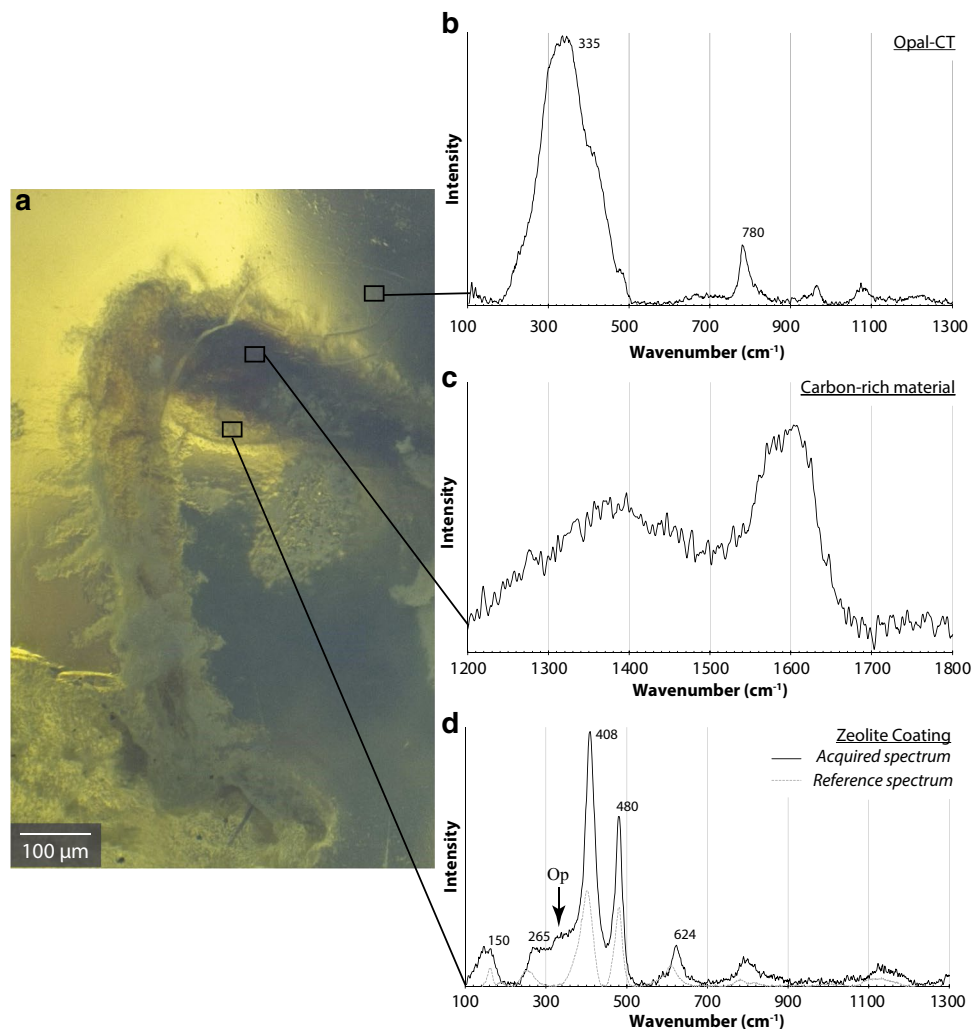 a
100 μm
b
Opal-CT
335
780
Intensity
100 300 500 700 900 1100 1300
Wavenumber (cm-1)
c
Carbon-rich material
Intensity
1200 1300 1400 1500 1600 1700 1800
Wavenumber (cm-1)
d
Zeolite Coating
Acquired spectrum
Reference spectrum
408
480
Op
150
265
624
Intensity
100 300 500 700 900 1100 1300
Wavenumber (cm-1)